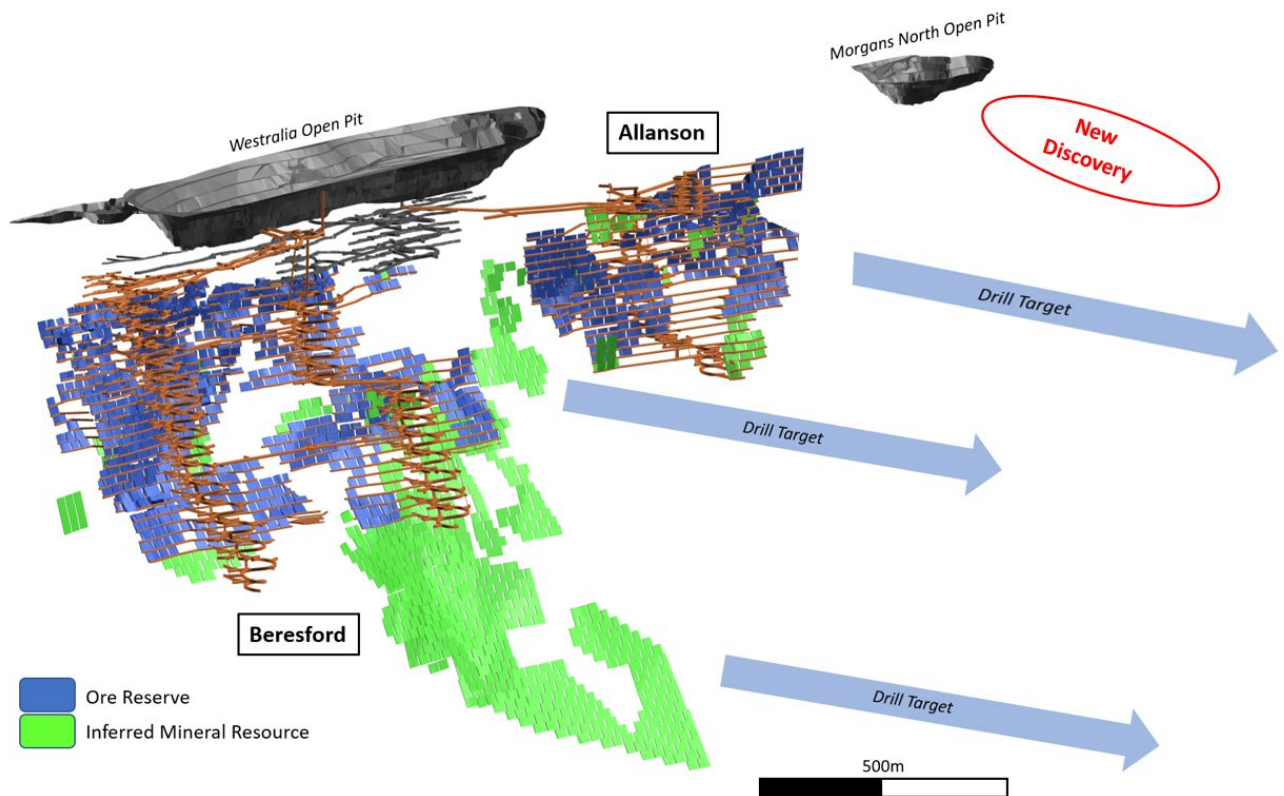 Morgans North Open Pit
Westralia Open Pit
Allanson
New
Discovery
Drill Target
Drill Target
Beresford
Ore Reserve
Inferred Mineral Resource
Drill Target
500m